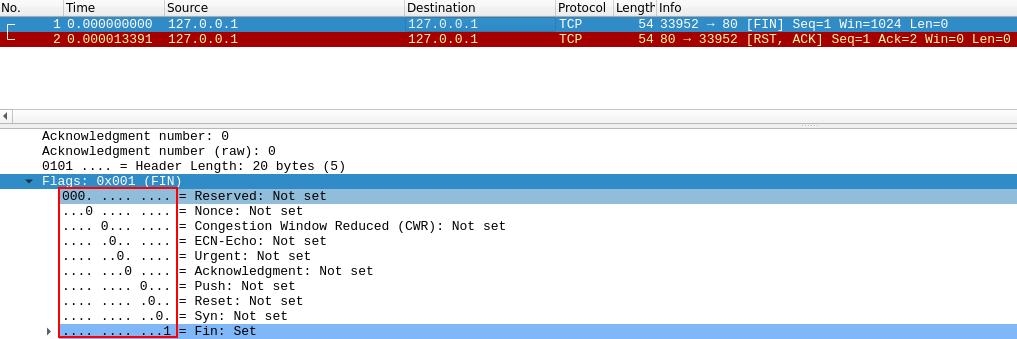 No. Time Source Destination Protocol Length Info
1 0.000000000 127.0.0.1 127.0.0.1 TCP 54 33952 → 80 [FIN] Seq=1 Win=1024 Len=0
2 0.000013391 127.0.0.1 127.0.0.1 TCP 54 80 → 33952 [RST, ACK] Seq=1 Ack=2 Win=0 Len=0
Acknowledgment number: 0
Acknowledgment number (raw): 0
0101 .... = Header Length: 20 bytes (5)
Flags: 0x001 (FIN)
000. .... .... = Reserved: Not set
...0 .... .... = Nonce: Not set
.... 0... .... = Congestion Window Reduced (CWR): Not set
.... .0.. .... = ECN-Echo: Not set
.... ..0. .... = Urgent: Not set
.... ...0 .... = Acknowledgment: Not set
.... .... 0... = Push: Not set
.... .... .0.. = Reset: Not set
.... .... ..0. = Syn: Not set
.... .... ...1 = Fin: Set